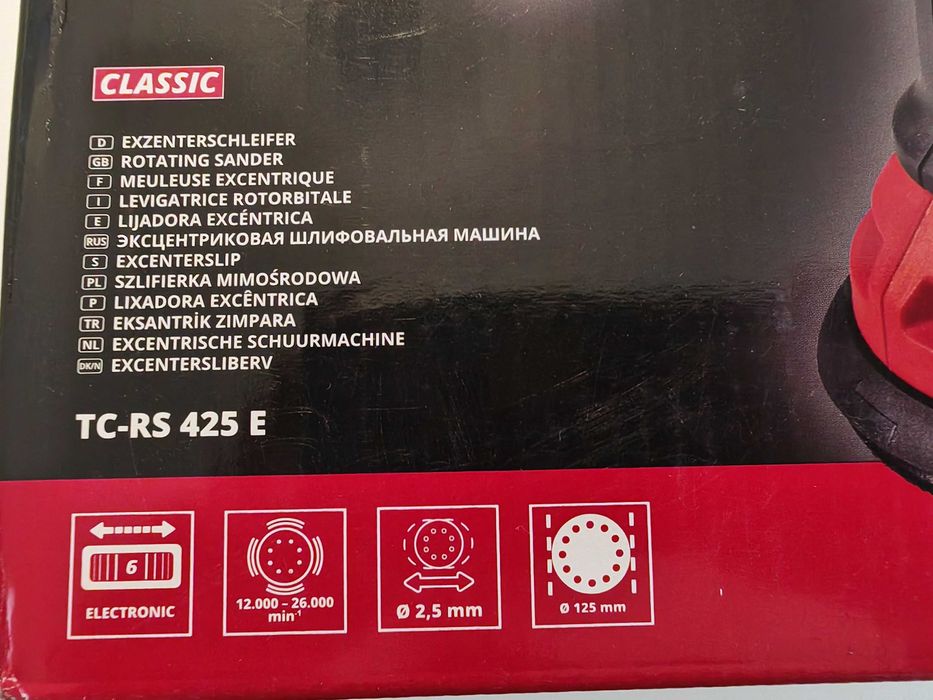 CLASSIC
D EXZENTERSCHLEIFER
GB ROTATING SANDER
F MEULEUSE EXCENTRIQUE
I LEVIGATRICE ROTORBITALE
E LIJADORA EXCÉNTRICA
RUS ЭКСЦЕНТРИКОВАЯ ШЛИФОВАЛЬНАЯ МАШИНА
S EXCENTERSLIP
PL SZLIFIERKA MIMOŚRODOWA
P LIXADORA EXCÊNTRICA
TR EKSANTRİK ZIMPARA
NL EXCENTRISCHE SCHUURMACHINE
DK/N EXCENTERSLIBERV
TC-RS 425 E
6
ELECTRONIC
12.000 – 26.000
min⁻¹
Ø 2,5 mm
Ø 125 mm